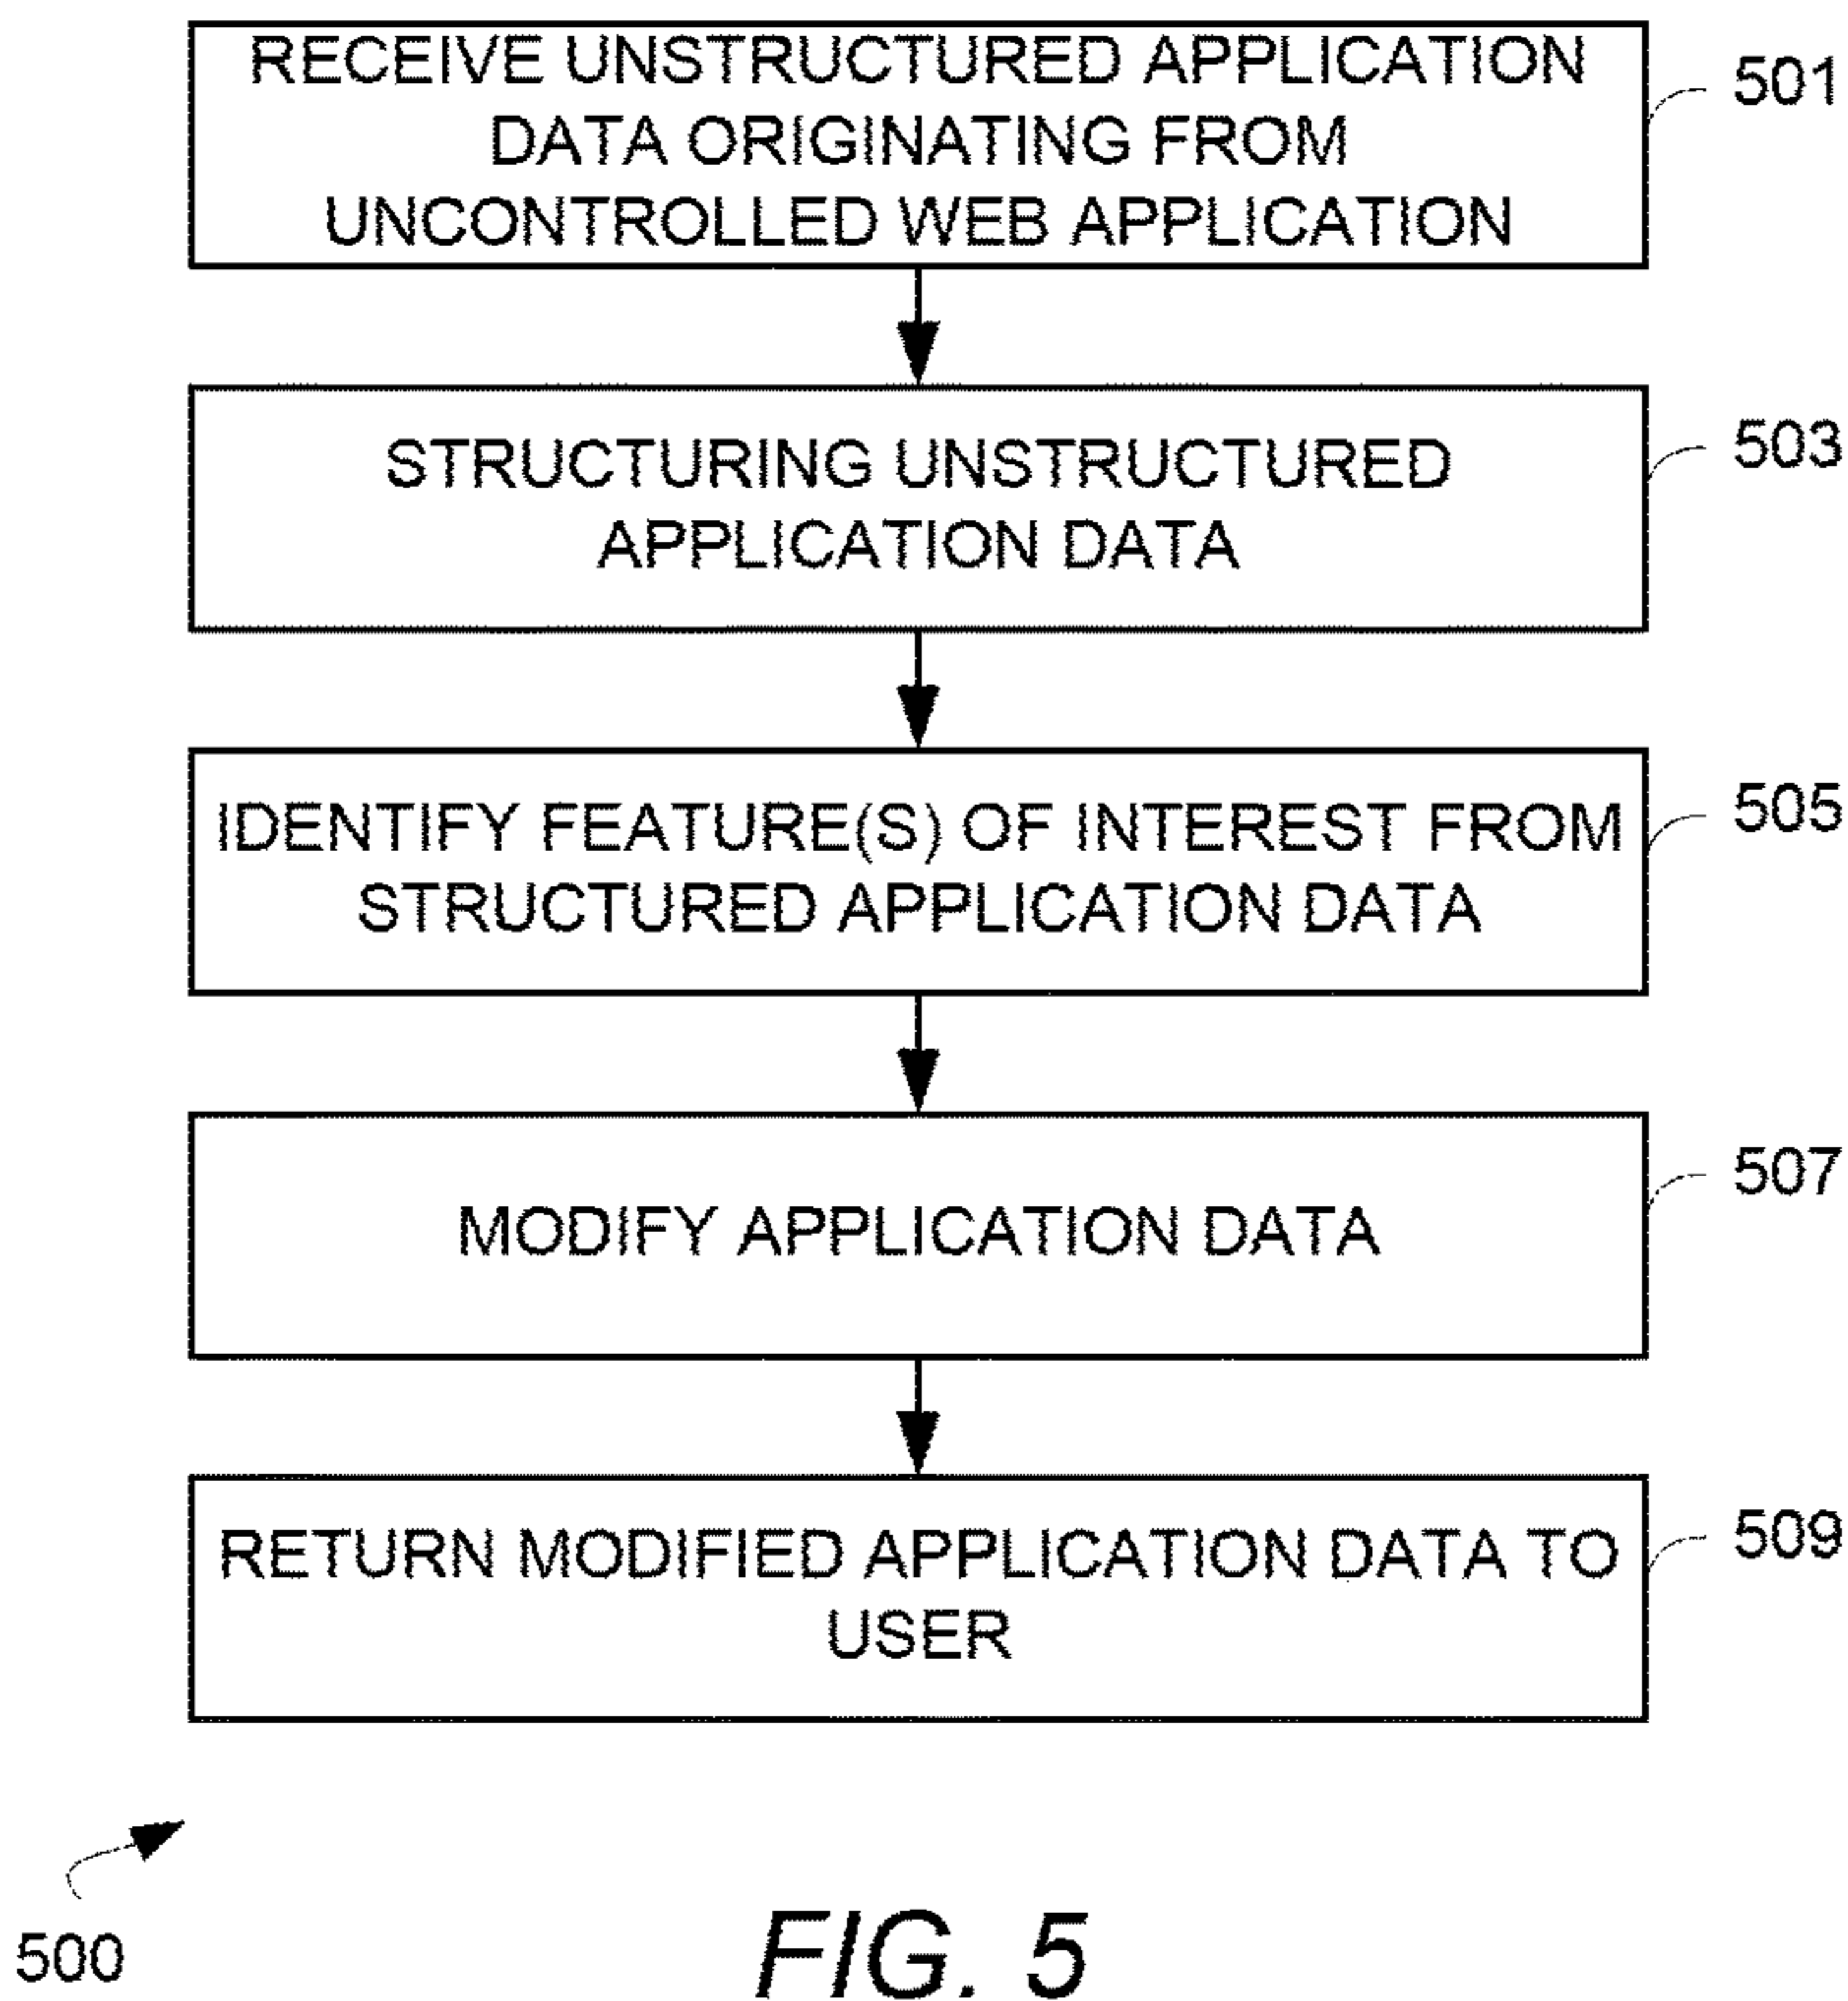 RECEIVE UNSTRUCTURED APPLICATION
DATA ORIGINATING FROM
UNCONTROLLED WEB APPLICATION
501
STRUCTURING UNSTRUCTURED
APPLICATION DATA
503
IDENTIFY FEATURE(S) OF INTEREST FROM
STRUCTURED APPLICATION DATA
505
MODIFY APPLICATION DATA
507
RETURN MODIFIED APPLICATION DATA TO
USER
509
500
FIG. 5